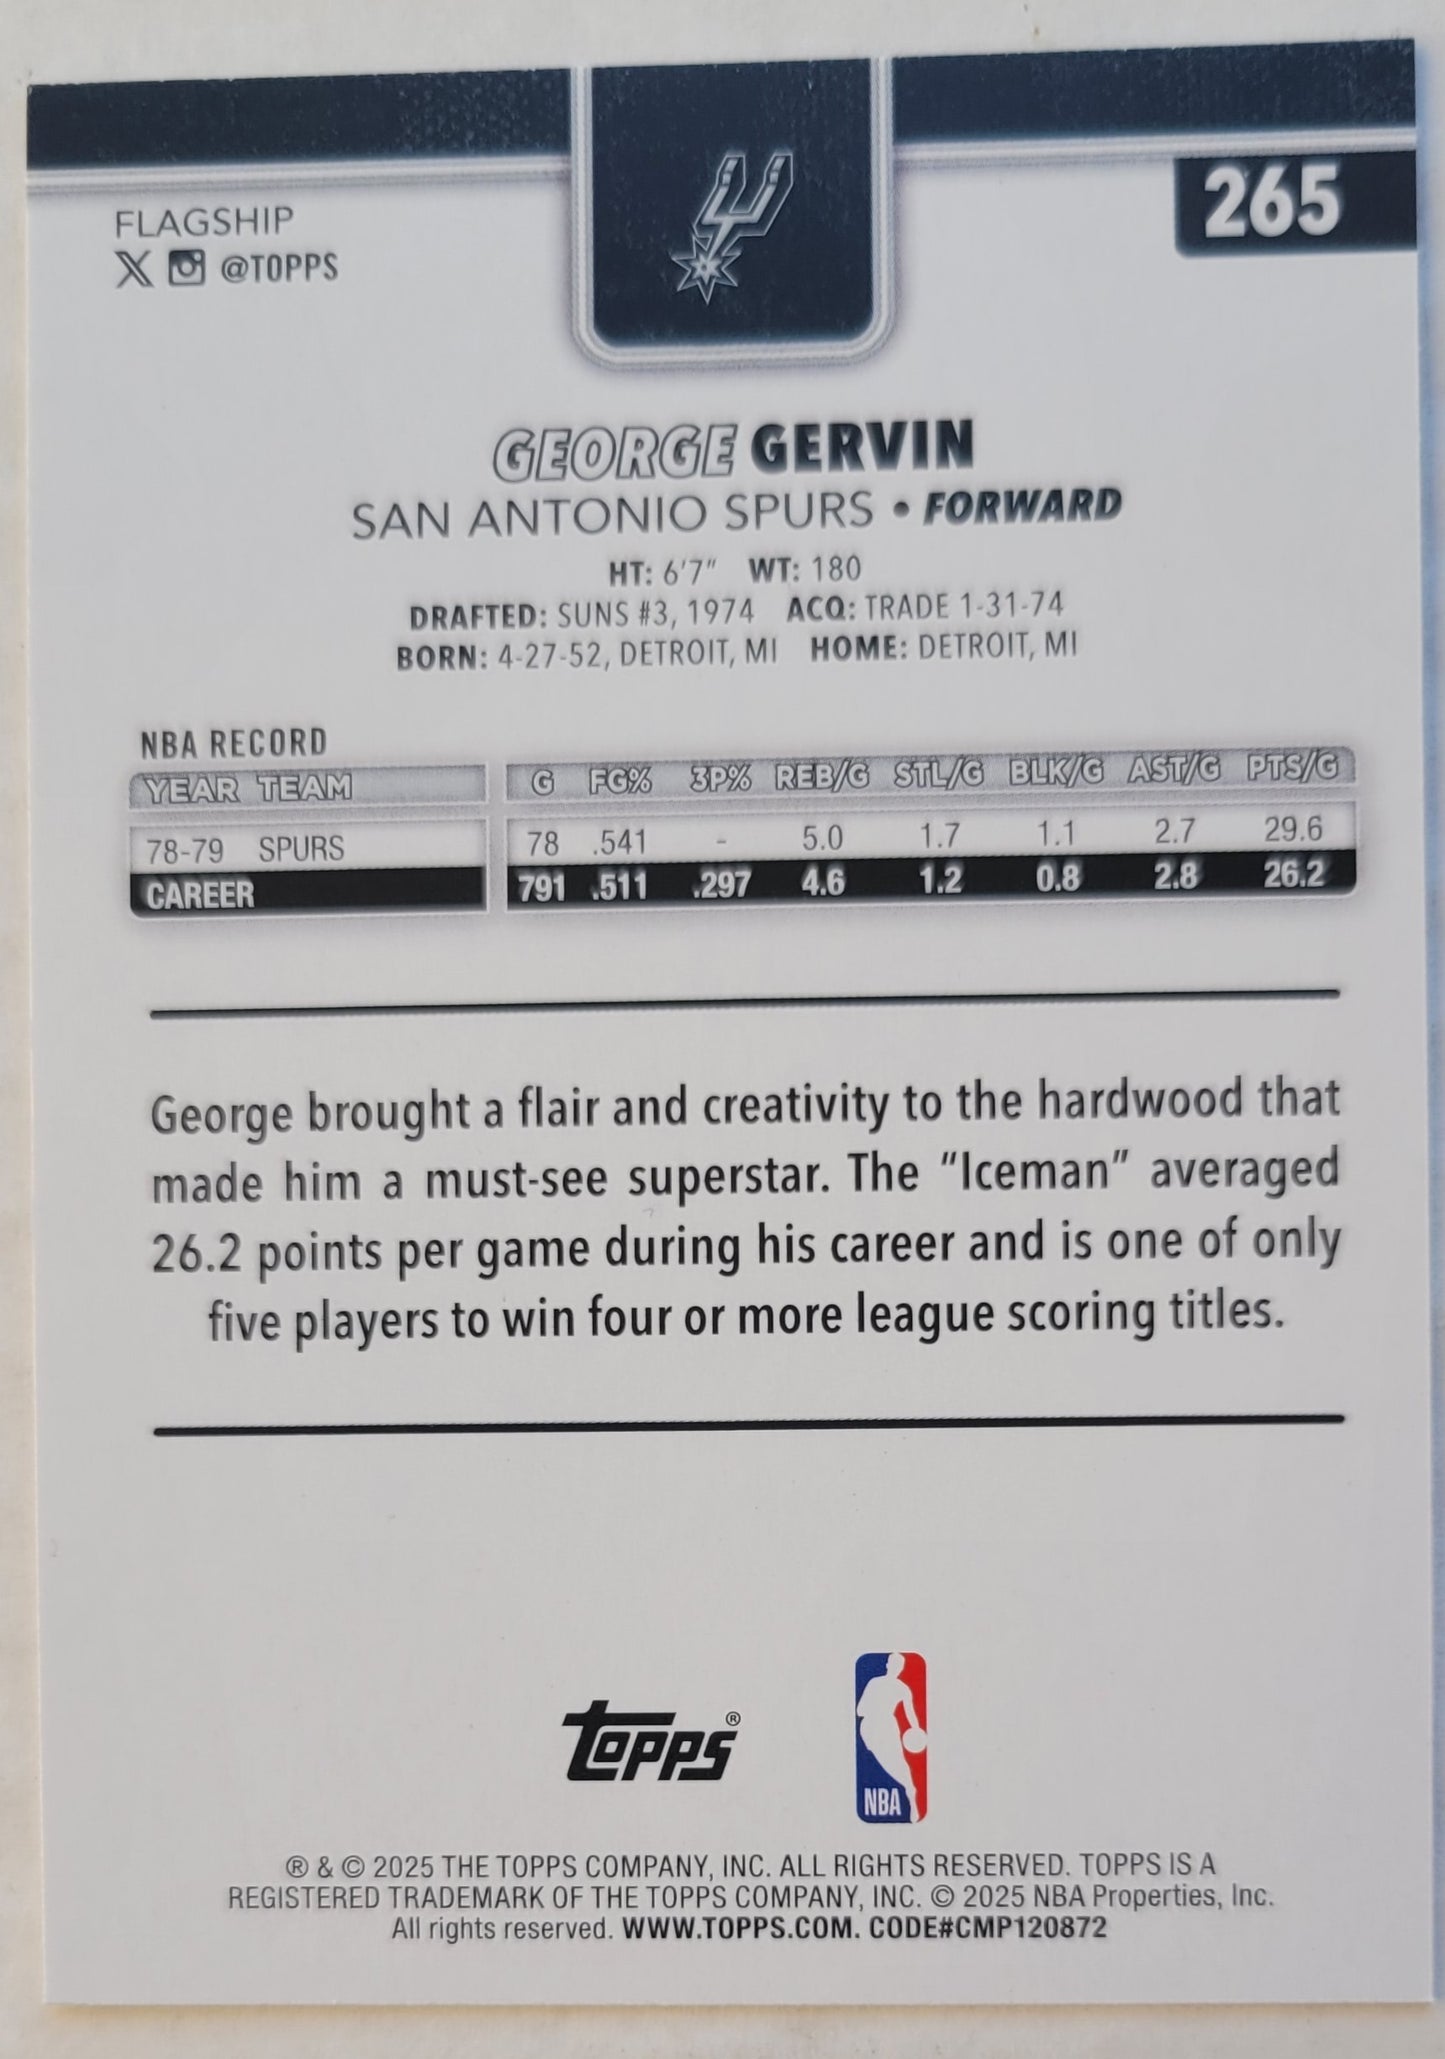 FLAGSHIP
265
X @TOPPS
GEORGE GERVIN
SAN ANTONIO SPURS • FORWARD
HT: 6'7" WT: 180
DRAFTED: SUNS #3, 1974 ACQ: TRADE 1-31-74
BORN: 4-27-52, DETROIT, MI HOME: DETROIT, MI
NBA RECORD
YEAR TEAM G FG% 3P% REB/G STL/G BLK/G AST/G PTS/G
78-79 SPURS 78 .541 - 5.0 1.7 1.1 2.7 29.6
CAREER 791 .511 .297 4.6 1.2 0.8 2.8 26.2
George brought a flair and creativity to the hardwood that
made him a must-see superstar. The "Iceman" averaged
26.2 points per game during his career and is one of only
five players to win four or more league scoring titles.
Topps®
NBA
® & © 2025 THE TOPPS COMPANY, INC. ALL RIGHTS RESERVED. TOPPS IS A
REGISTERED TRADEMARK OF THE TOPPS COMPANY, INC. © 2025 NBA Properties, Inc.
All rights reserved. WWW.TOPPS.COM. CODE#CMP120872